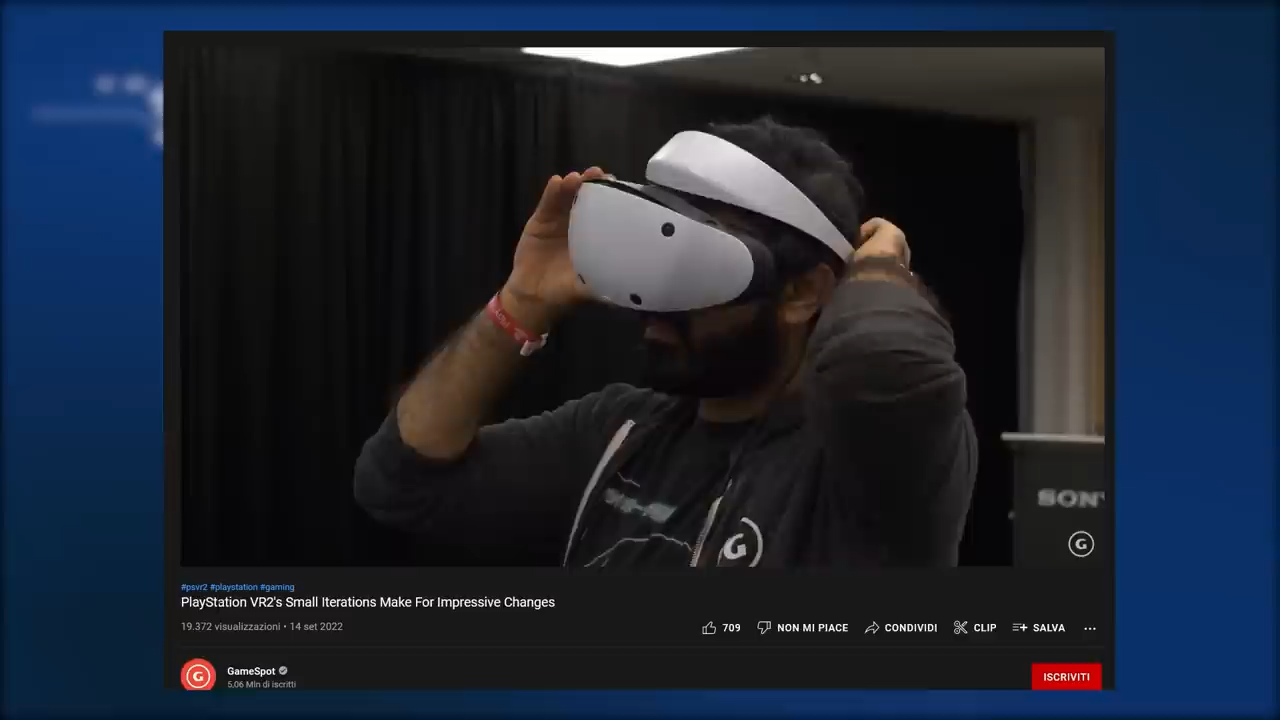 SONY
G
G
#psvr2 #playstation #gaming
PlayStation VR2's Small Iterations Make For Impressive Changes
19.372 visualizzazioni • 14 set 2022
709 NON MI PIACE CONDIVIDI CLIP SALVA ...
G GameSpot
5,06 Mln di iscritti
ISCRIVITI